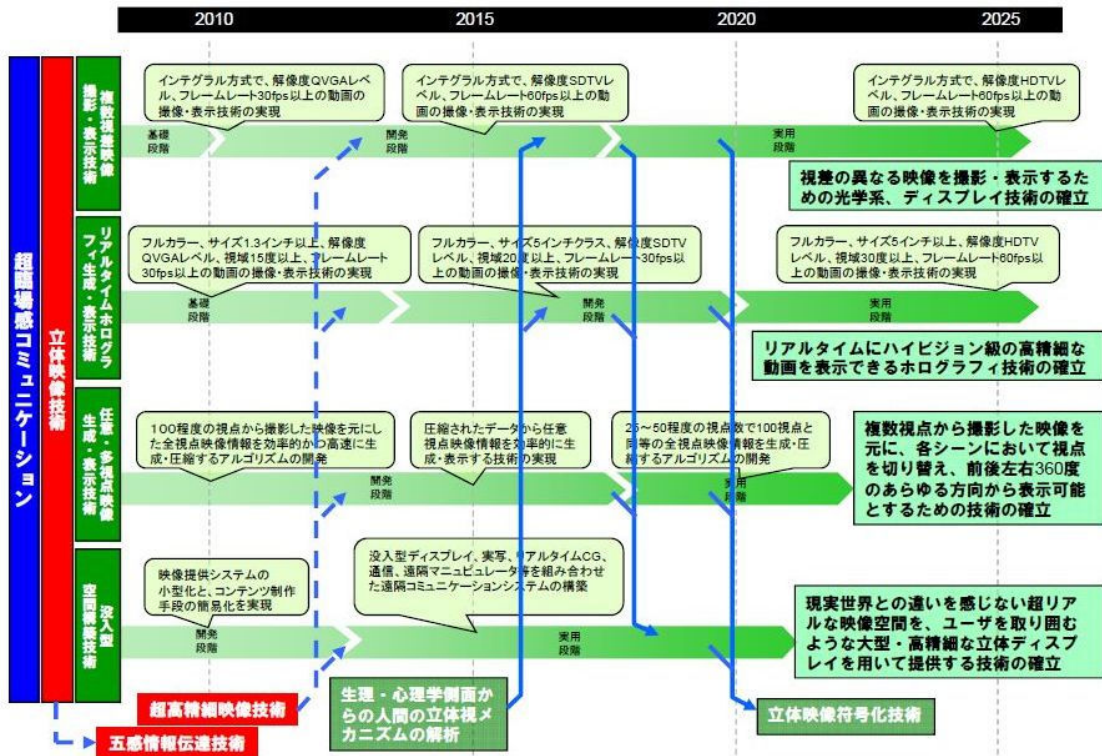 2010
2015
2020
2025
超臨場感コミュニケーション
立体映像技術
複数視差映像
撮影・表示技術
インテグラル方式で、解像度QVGAレベ
ル、フレームレート30fps以上の動画の
撮像・表示技術の実現
インテグラル方式で、解像度SDTV
レベル、フレームレート60fps以上の動
画の撮像・表示技術の実現
インテグラル方式で、解像度HDTVレ
ベル、フレームレート60fps以上の動
画の撮像・表示技術の実現
基礎
段階
開発
段階
実用
段階
視差の異なる映像を撮影・表示するた
めの光学系、ディスプレイ技術の確立
リアルタイムホログラ
フィ生成・表示技術
フルカラー、サイズ1.3インチ以上、解像度
QVGAレベル、視域15度以上、フレームレート
30fps以上の動画の撮像・表示技術の実現
フルカラー、サイズ5インチクラス、解像度SDTV
レベル、視域20度以上、フレームレート30fps以
上の動画の撮像・表示技術の実現
フルカラー、サイズ5インチ以上、解像度HDTV
レベル、視域30度以上、フレームレート60fps以
上の動画の撮像・表示技術の実現
基礎
段階
開発
段階
実用
段階
リアルタイムにハイビジョン級の高精細な
動画を表示できるホログラフィ技術の確立
任意・多視点映像
生成・表示技術
100程度の視点から撮影した映像を元に
した全視点映像情報を効率的かつ高速に生
成・圧縮するアルゴリズムの開発
圧縮されたデータから任意
視点映像情報を効率的に生
成・表示する技術の実現
25～50程度の視点数で100視点と
同等の全視点映像情報を生成・圧
縮するアルゴリズムの開発
開発
段階
実用
段階
複数視点から撮影した映像を
元に、各シーンにおいて視点
を切り替え、前後左右360度
のあらゆる方向から表示可能
とするための技術の確立
没入型
空間構築技術
映像提供システムの
小型化と、コンテンツ制作
手段の簡易化を実現
没入型ディスプレイ、実写、リアルタイムCG、
通信、遠隔マニュピュレータ等を組み合わせ
た遠隔コミュニケーションシステムの構築
開発
段階
実用
段階
現実世界との違いを感じない超リア
ルな映像空間を、ユーザを取り囲む
ような大型・高精細な立体ディスプ
レイを用いて提供する技術の確立
超高精細映像技術
五感情報伝達技術
生理・心理学側面か
らの人間の立体視メ
カニズムの解析
立体映像符号化技術